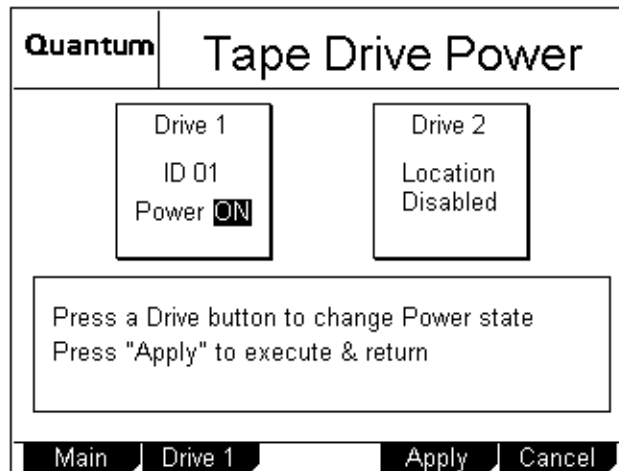 Quantum
Tape Drive Power
Drive 1
ID 01
Power ON
Drive 2
Location
Disabled
Press a Drive button to change Power state
Press "Apply" to execute & return
Main
Drive 1
Apply
Cancel